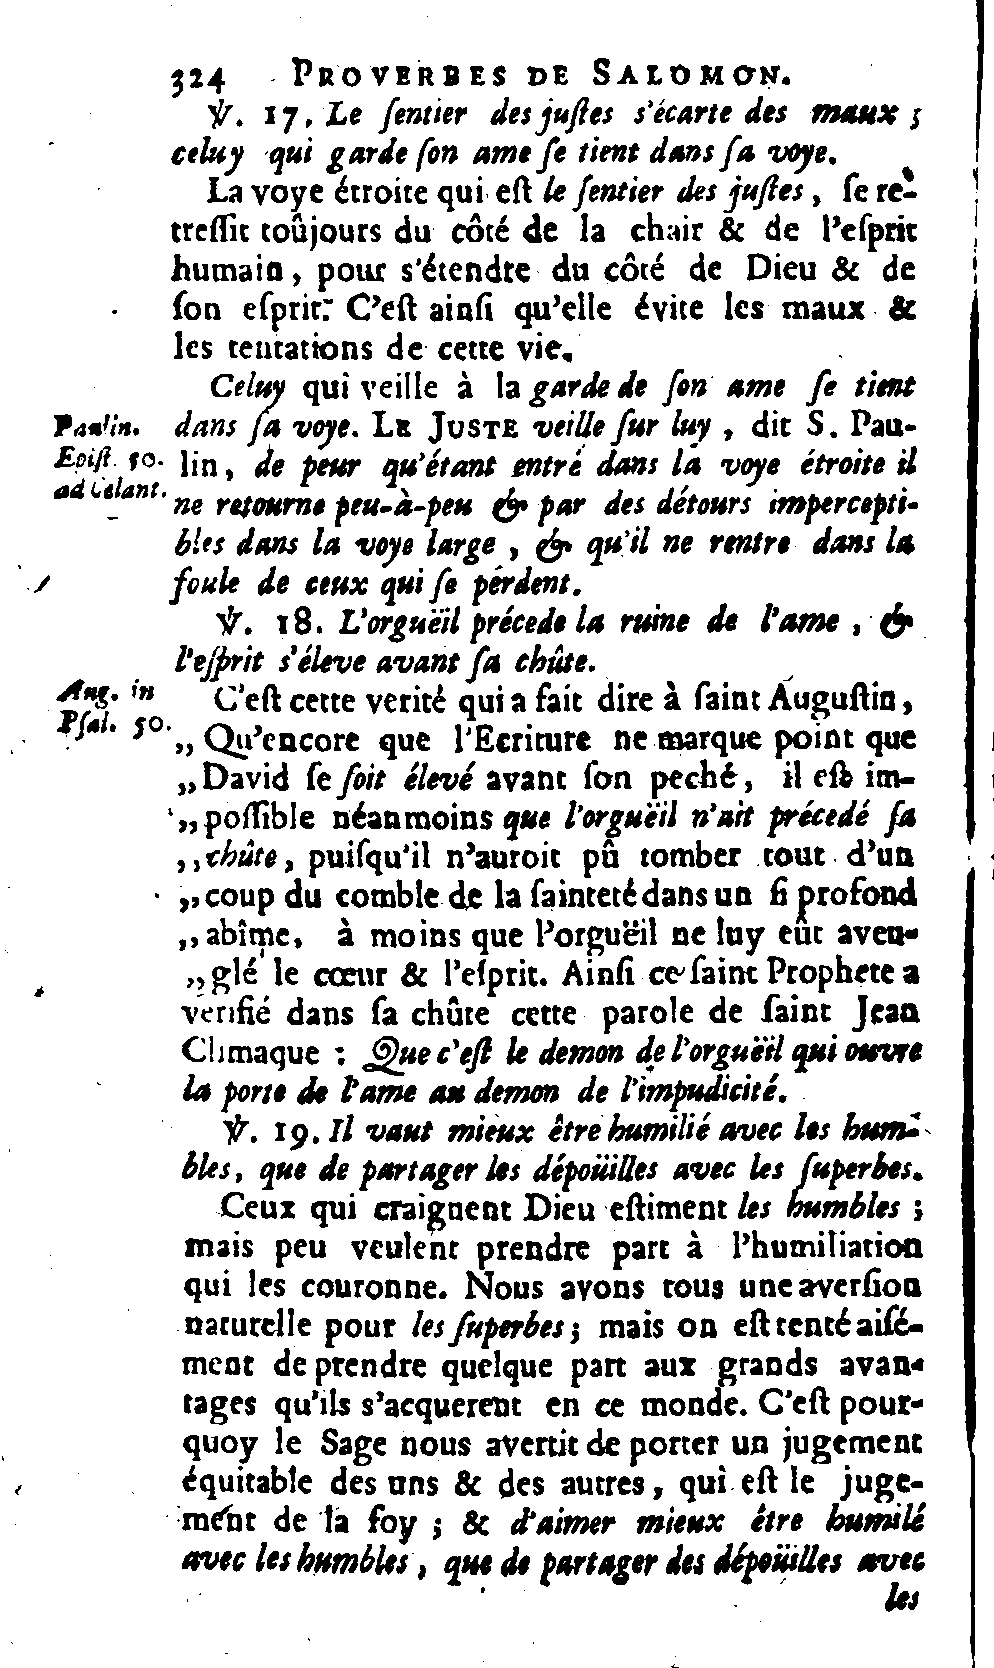 324 PROVERBES DE SALOMON.
℣. 17. Le ſentier des juſtes s'écarte des maux ;
celuy qui garde ſon ame ſe tient dans ſa voye.
La voye étroite qui eſt le ſentier des juſtes, ſe re-
treſſit toûjours du côté de la chair & de l'eſprit
humain, pour s'étendre du côté de Dieu & de
ſon eſprit. C'eſt ainſi qu'elle évite les maux &
les tentations de cette vie.
Celuy qui veille à la garde de ſon ame ſe tient
Paulin. dans ſa voye. LE JUSTE veille ſur luy, dit S. Pau-
Epiſt. 50. lin, de peur qu'étant entré dans la voye étroite il
ad Celant. ne retourne peu-à-peu & par des détours impercepti-
bles dans la voye large, & qu'il ne rentre dans la
foule de ceux qui ſe perdent.
℣. 18. L'orguëil précede la ruine de l'ame, &
l'eſprit s'éleve avant ſa chûte.
Aug. in C'eſt cette verité qui a fait dire à ſaint Auguſtin,
Pſal. 50. „ Qu'encore que l'Ecriture ne marque point que
„ David ſe ſoit élevé avant ſon peché, il eſt im-
„ poſſible néanmoins que l'orguëil n'ait précedé ſa
„ chûte, puiſqu'il n'auroit pû tomber tout d'un
„ coup du comble de la ſainteté dans un ſi profond
„ abîme, à moins que l'orguëil ne luy eût aveu-
„ glé le cœur & l'eſprit. Ainſi ce ſaint Prophete a
verifié dans ſa chûte cette parole de ſaint Jean
Climaque : Que c'eſt le demon de l'orguëil qui ouvre
la porte de l'ame au demon de l'impudicité.
℣. 19. Il vaut mieux être humilié avec les hum-
bles, que de partager les dépoüilles avec les ſuperbes.
Ceux qui craignent Dieu eſtiment les humbles ;
mais peu veulent prendre part à l'humiliation
qui les couronne. Nous avons tous une averſion
naturelle pour les ſuperbes ; mais on eſt tenté aiſé-
ment de prendre quelque part aux grands avan-
tages qu'ils s'acquerent en ce monde. C'eſt pour-
quoy le Sage nous avertit de porter un jugement
équitable des uns & des autres, qui eſt le juge-
ment de la foy ; & d'aimer mieux être humilé
avec les humbles, que de partager des dépoüilles avec
les